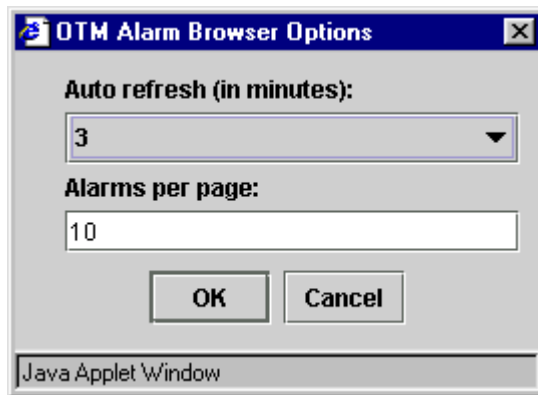 OTM Alarm Browser Options
Auto refresh (in minutes):
3
Alarms per page:
10
OK Cancel
Java Applet Window